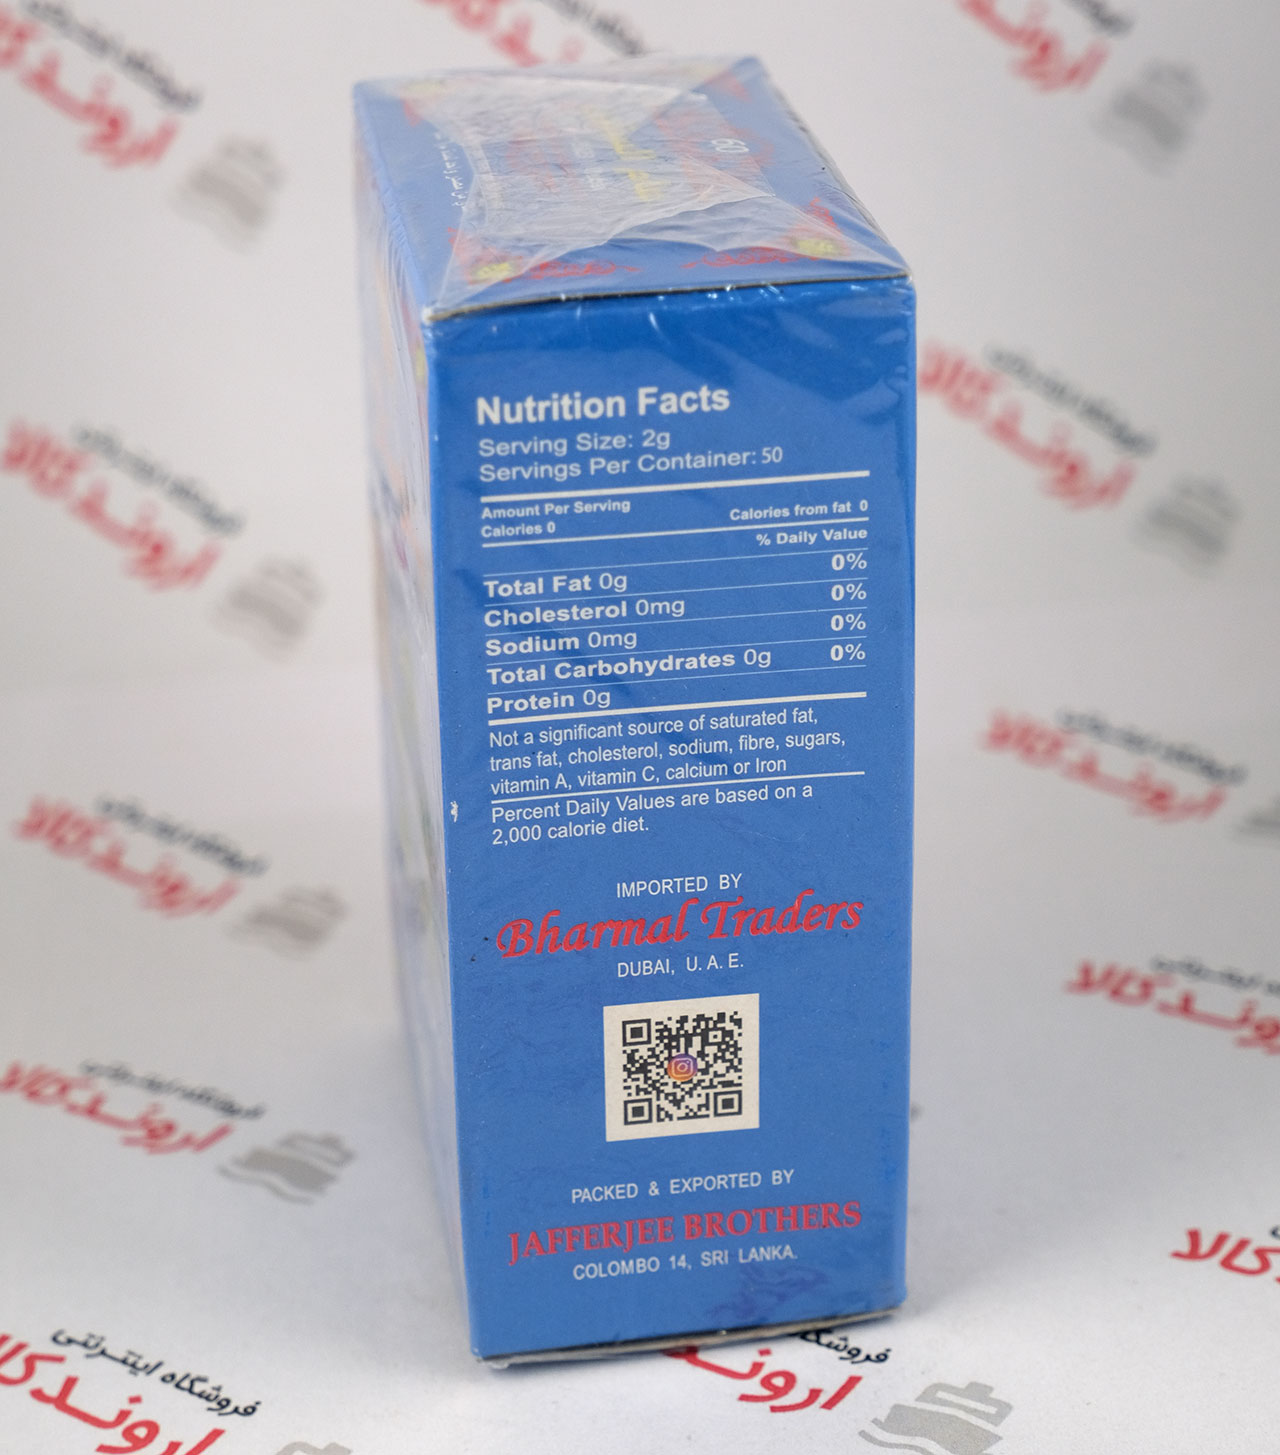 Nutrition Facts
Serving Size: 2g
Servings Per Container: 50
Amount Per Serving
Calories 0
Calories from fat 0
% Daily Value
Total Fat 0g 0%
Cholesterol 0mg 0%
Sodium 0mg 0%
Total Carbohydrates 0g 0%
Protein 0g
Not a significant source of saturated fat,
trans fat, cholesterol, sodium, fibre, sugars,
vitamin A, vitamin C, calcium or Iron
Percent Daily Values are based on a
2,000 calorie diet.
IMPORTED BY
Bharmal Traders
DUBAI, U. A. E.
PACKED & EXPORTED BY
JAFFERJEE BROTHERS
COLOMBO 14, SRI LANKA.
فروشگاه اینترنتی
اروند کالا